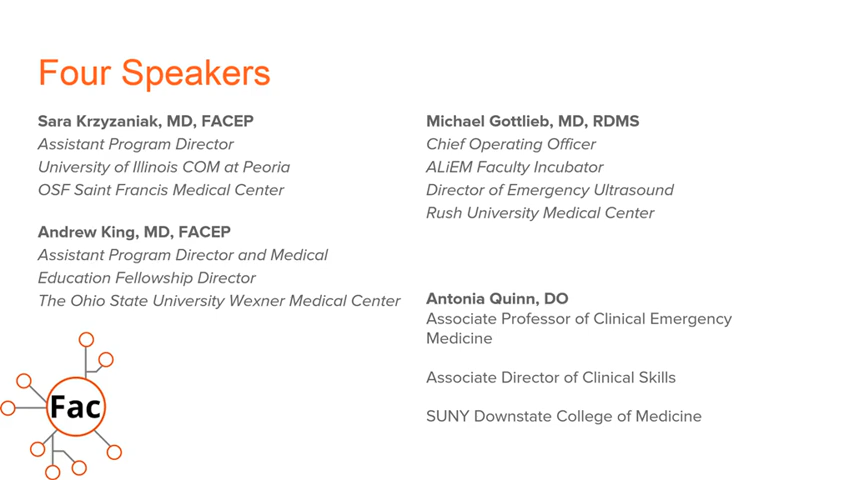 Four Speakers
Sara Krzyzaniak, MD, FACEP
Assistant Program Director
University of Illinois COM at Peoria
OSF Saint Francis Medical Center
Andrew King, MD, FACEP
Assistant Program Director and Medical
Education Fellowship Director
The Ohio State University Wexner Medical Center
Michael Gottlieb, MD, RDMS
Chief Operating Officer
ALiEM Faculty Incubator
Director of Emergency Ultrasound
Rush University Medical Center
Antonia Quinn, DO
Associate Professor of Clinical Emergency
Medicine
Associate Director of Clinical Skills
SUNY Downstate College of Medicine
Fac